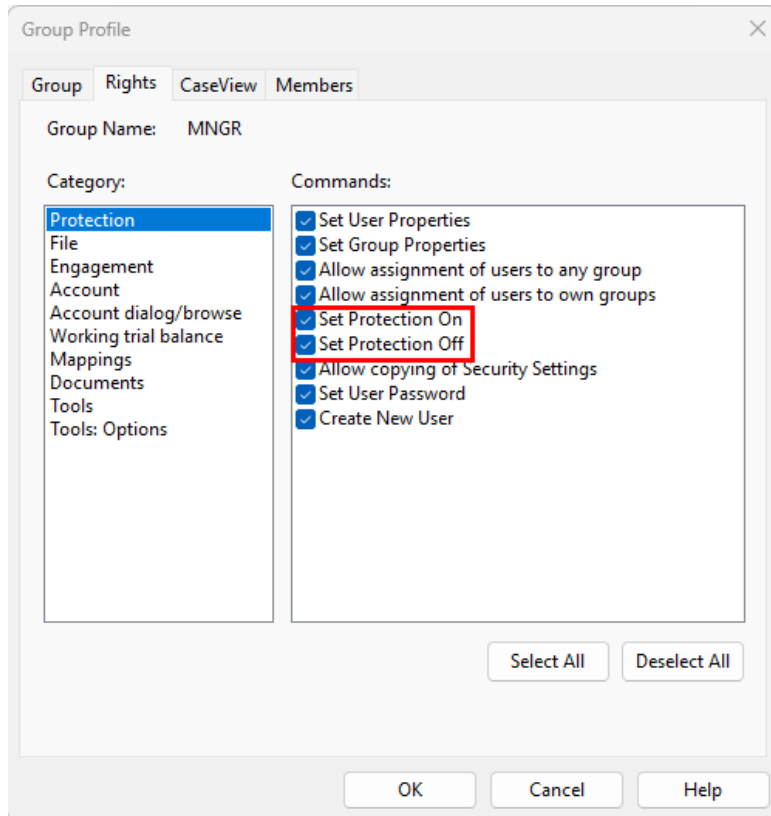 Group Profile
Group Rights CaseView Members
Group Name: MNGR
Category:
Protection
File
Engagement
Account
Account dialog/browse
Working trial balance
Mappings
Documents
Tools
Tools: Options
Commands:
Set User Properties
Set Group Properties
Allow assignment of users to any group
Allow assignment of users to own groups
Set Protection On
Set Protection Off
Allow copying of Security Settings
Set User Password
Create New User
Select All Deselect All
OK Cancel Help